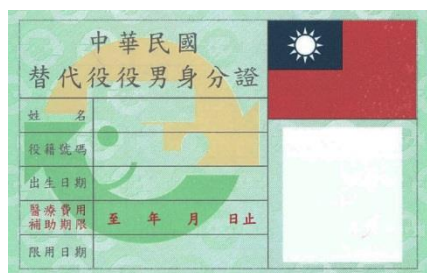 中華民國
替代役役男身分證
姓 名
役籍號碼
出生日期
醫療費用
補助期限
至 年 月 日止
限用日期